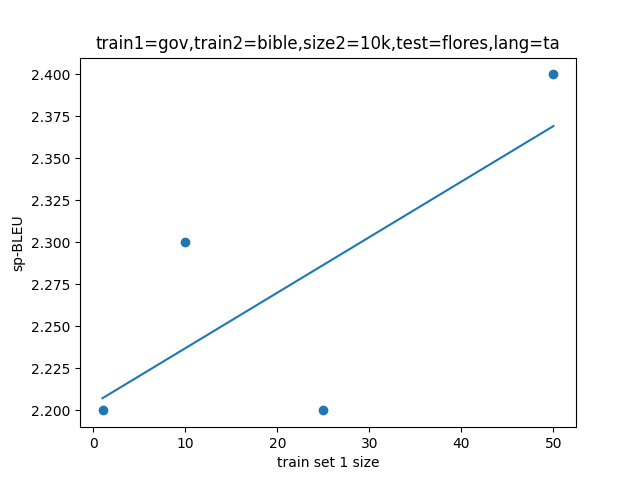 train1=gov,train2=bible,size2=10k,test=flores,lang=ta
2.400
2.375
2.350
2.325
2.300
2.275
2.250
2.225
2.200
sp-BLEU
0 10 20 30 40 50
train set 1 size